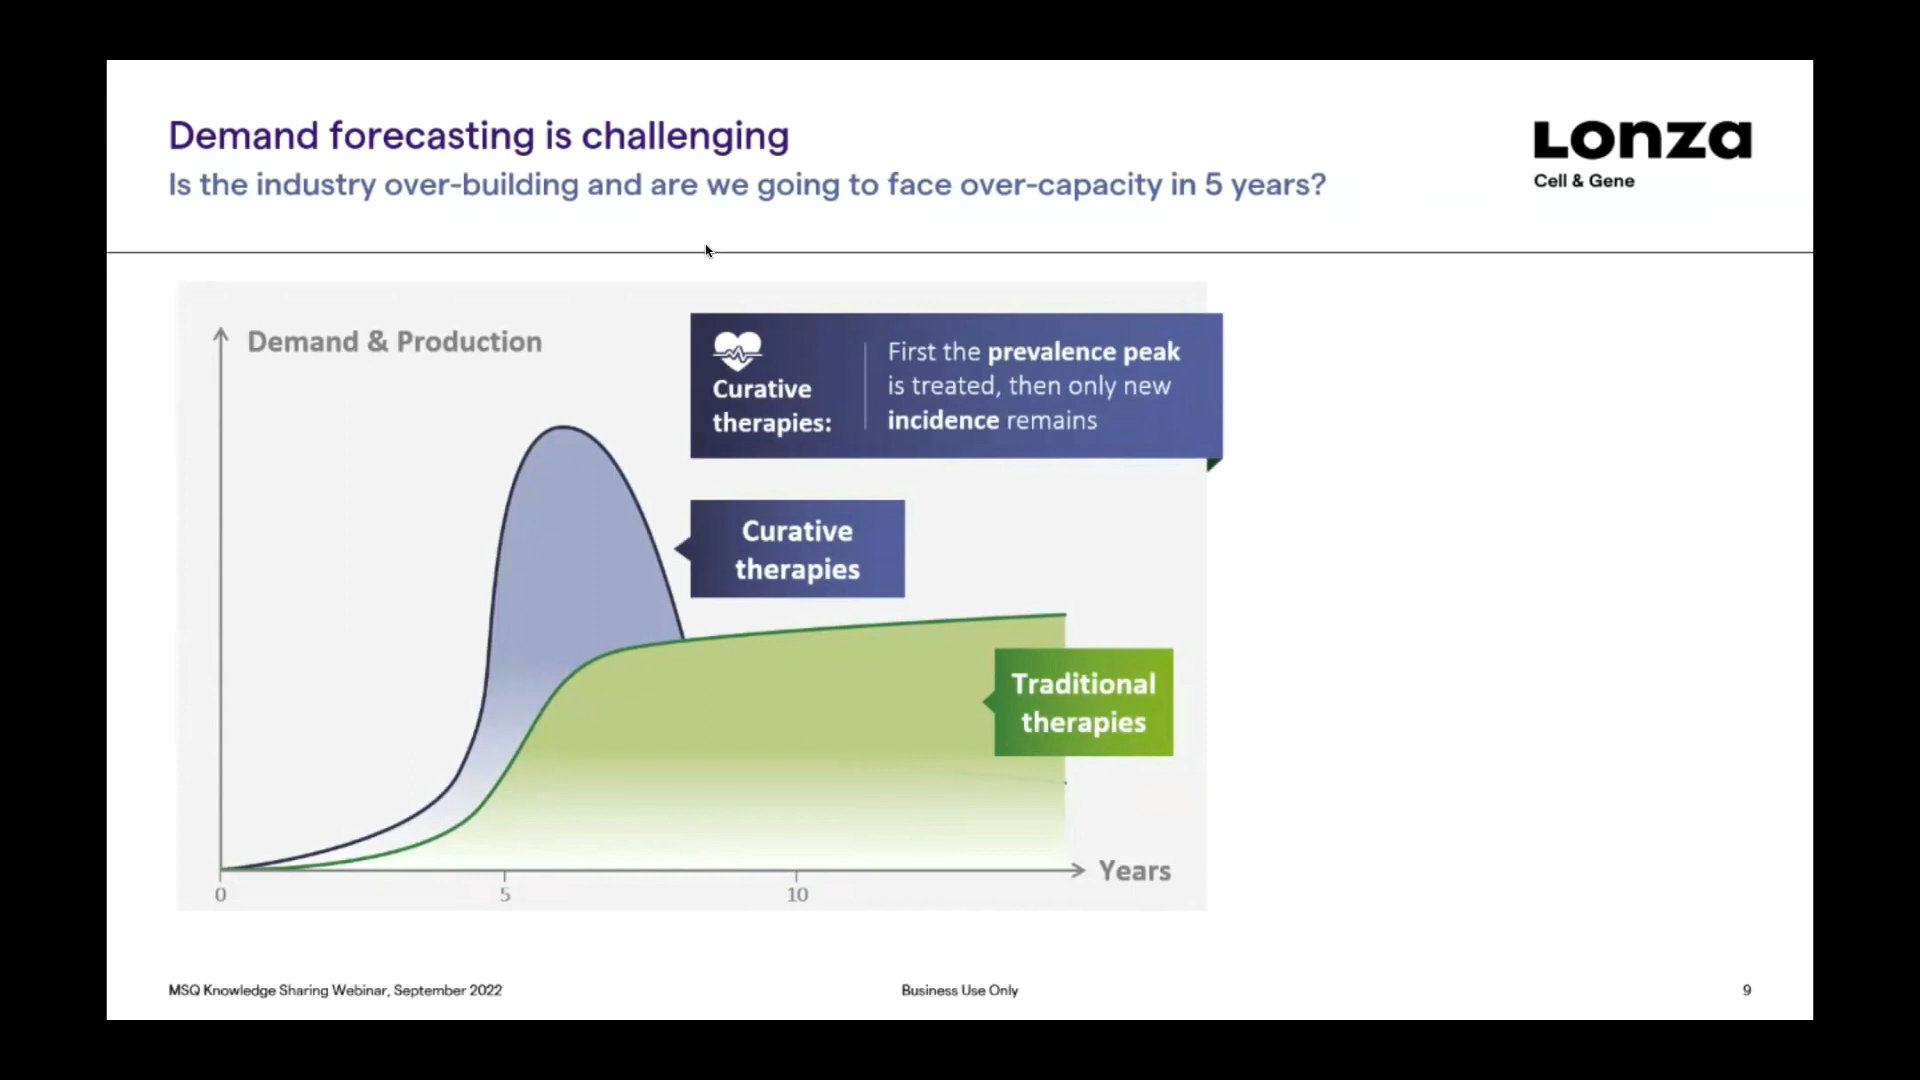 Demand forecasting is challenging
Is the industry over-building and are we going to face over-capacity in 5 years?
Lonza
Cell & Gene
Demand & Production
Curative
therapies:
First the prevalence peak
is treated, then only new
incidence remains
Curative
therapies
Traditional
therapies
Years
0
5
10
MSQ Knowledge Sharing Webinar, September 2022
Business Use Only
9